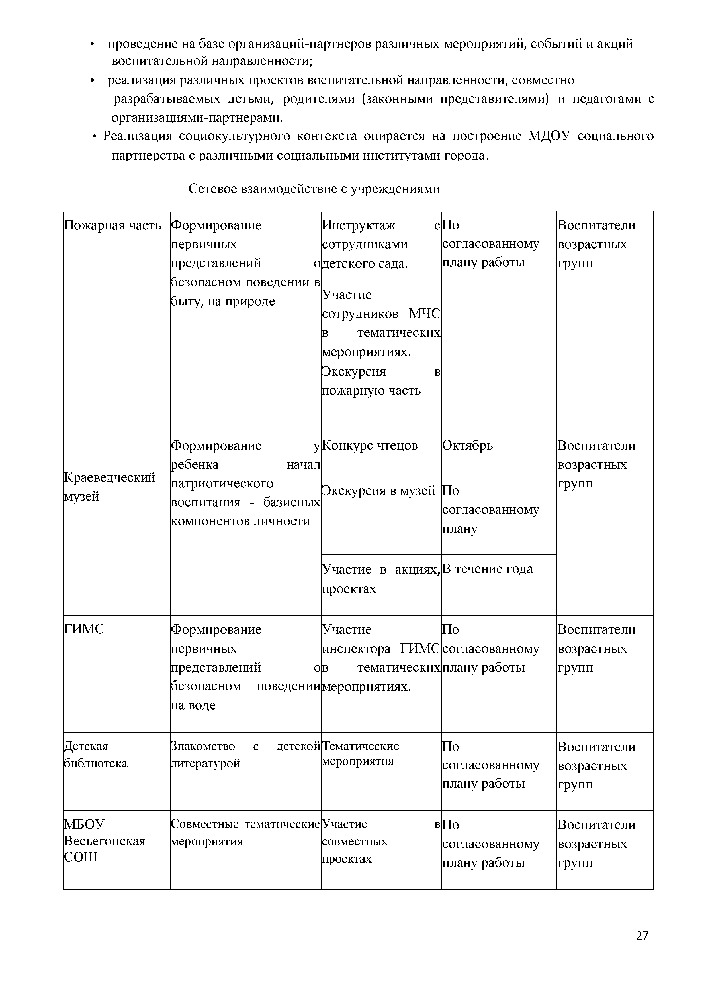 • проведение на базе организаций-партнеров различных мероприятий, событий и акций
воспитательной направленности;
• реализация различных проектов воспитательной направленности, совместно
разрабатываемых детьми, родителями (законными представителями) и педагогами с
организациями-партнерами.
• Реализация социокультурного контекста опирается на построение МДОУ социального
партнерства с различными социальными институтами города.
Сетевое взаимодействие с учреждениями
Пожарная часть
Формирование
первичных
представлений о
безопасном поведении в
быту, на природе
Инструктаж с
сотрудниками
детского сада.
Участие
сотрудников МЧС
в тематических
мероприятиях.
Экскурсия в
пожарную часть
По
согласованному
плану работы
Воспитатели
возрастных
групп
Краеведческий
музей
Формирование у
ребенка начал
патриотического
воспитания - базисных
компонентов личности
Конкурс чтецов
Октябрь
Экскурсия в музей
По
согласованному
плану
Участие в акциях,
проектах
В течение года
Воспитатели
возрастных
групп
ГИМС
Формирование
первичных
представлений о
безопасном поведении
на воде
Участие
инспектора ГИМС
в тематических
мероприятиях.
По
согласованному
плану работы
Воспитатели
возрастных
групп
Детская
библиотека
Знакомство с детской
литературой.
Тематические
мероприятия
По
согласованному
плану работы
Воспитатели
возрастных
групп
МБОУ
Весьегонская
СОШ
Совместные тематические
мероприятия
Участие в
совместных
проектах
По
согласованному
плану работы
Воспитатели
возрастных
групп
27